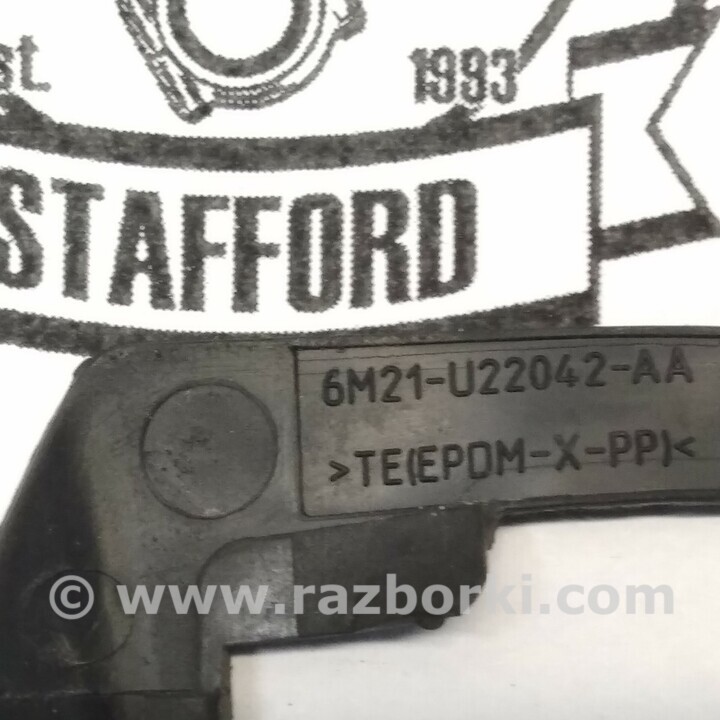 st. 1993
STAFFORD
6M21-U22042-AA
>TE(EPDM-X-PP)<
© www.razborki.com